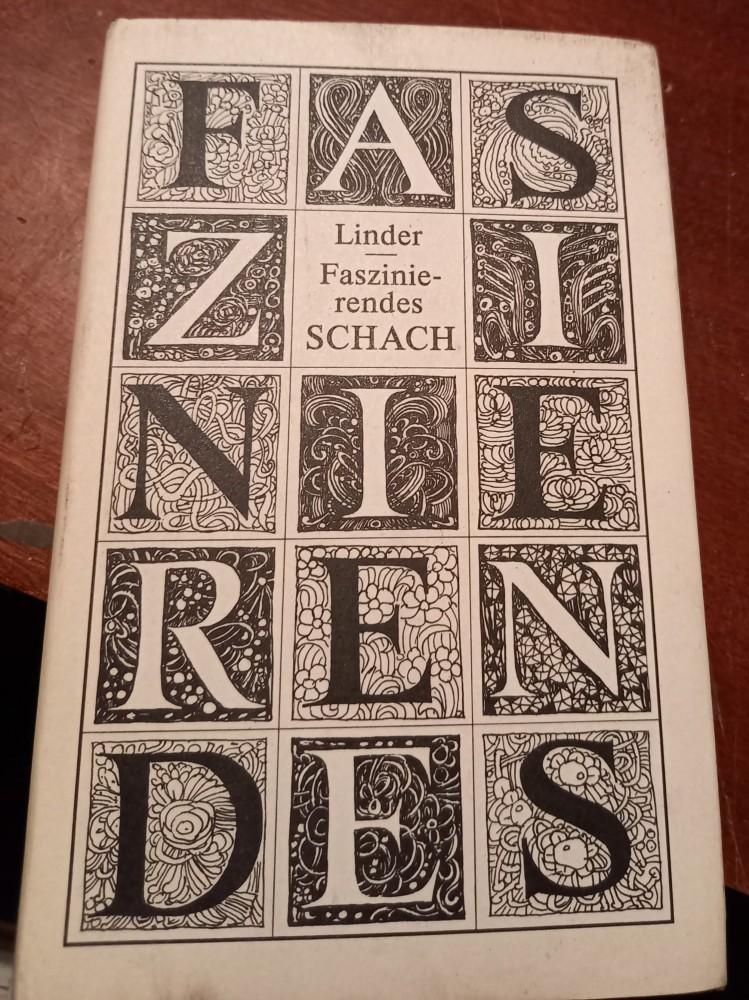 F A S
Z I
Linder
Faszinie-
rendes
SCHACH
N I E
R E N
D E S